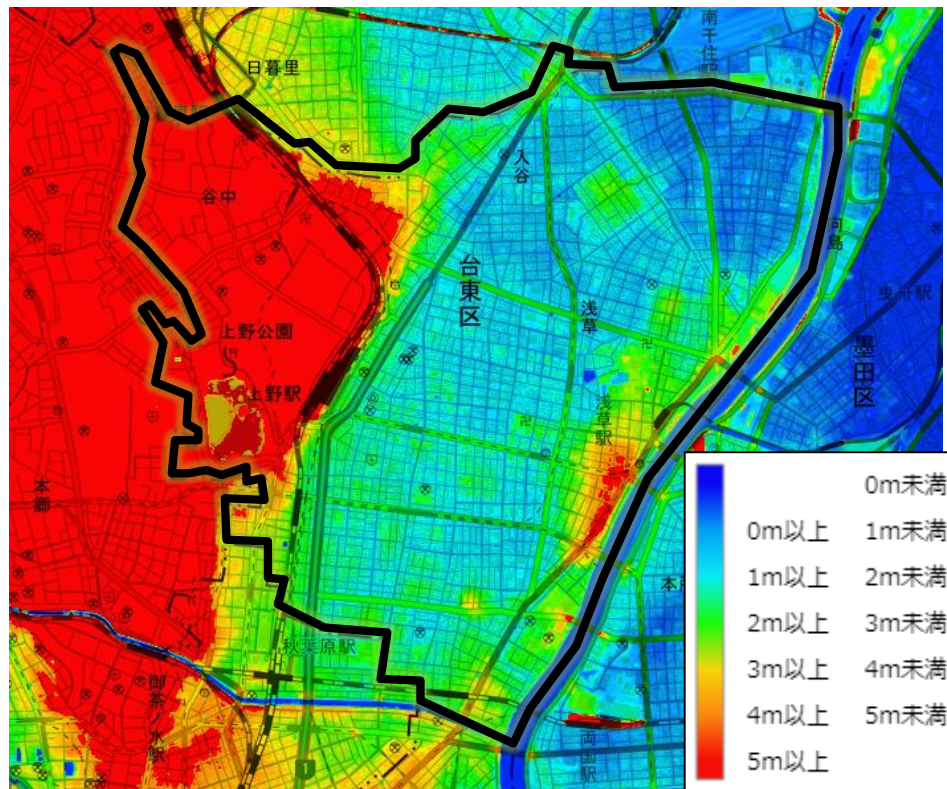 南千住駅
日暮里
入谷
谷中
向島
台東区
曳舟駅
浅草
上野公園
墨田区
上野駅
浅草駅
本郷
秋葉原駅
御茶ノ水駅
両国駅
0m未満
0m以上 1m未満
1m以上 2m未満
2m以上 3m未満
3m以上 4m未満
4m以上 5m未満
5m以上